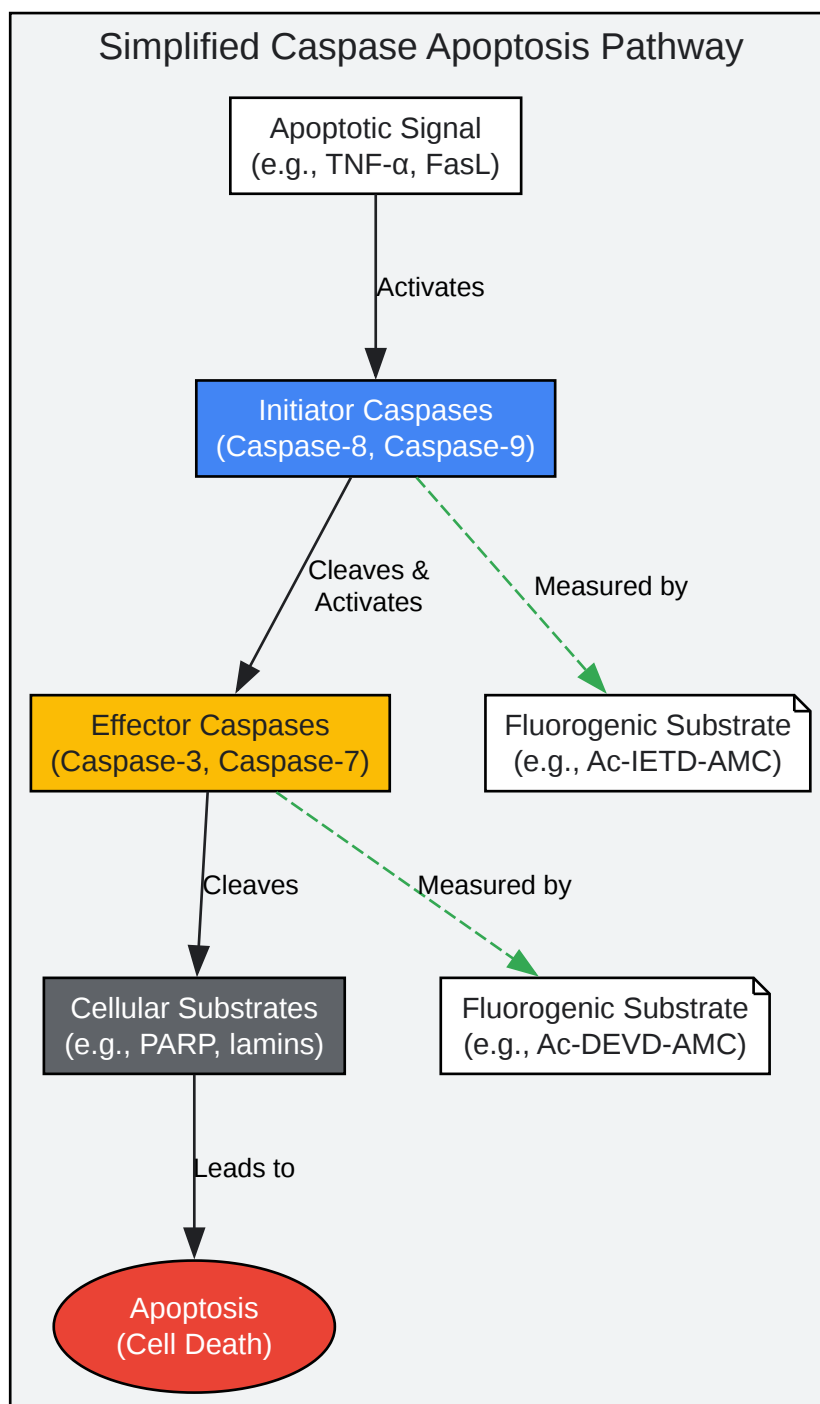 Simplified Caspase Apoptosis Pathway
Apoptotic Signal
(e.g., TNF-α, FasL)
Activates
Initiator Caspases
(Caspase-8, Caspase-9)
Cleaves &
Activates
Measured by
Effector Caspases
(Caspase-3, Caspase-7)
Fluorogenic Substrate
(e.g., Ac-IETD-AMC)
Cleaves
Measured by
Cellular Substrates
(e.g., PARP, lamins)
Fluorogenic Substrate
(e.g., Ac-DEVD-AMC)
Leads to
Apoptosis
(Cell Death)